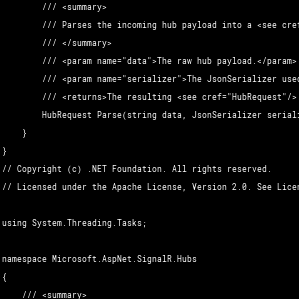 /// <summary>
/// Parses the incoming hub payload into a <see cref
/// </summary>
/// <param name="data">The raw hub payload.</param>
/// <param name="serializer">The JsonSerializer used
/// <returns>The resulting <see cref="HubRequest"/>
HubRequest Parse(string data, JsonSerializer seriali
}
}
// Copyright (c) .NET Foundation. All rights reserved.
// Licensed under the Apache License, Version 2.0. See Licen
using System.Threading.Tasks;
namespace Microsoft.AspNet.SignalR.Hubs
{
/// <summary>